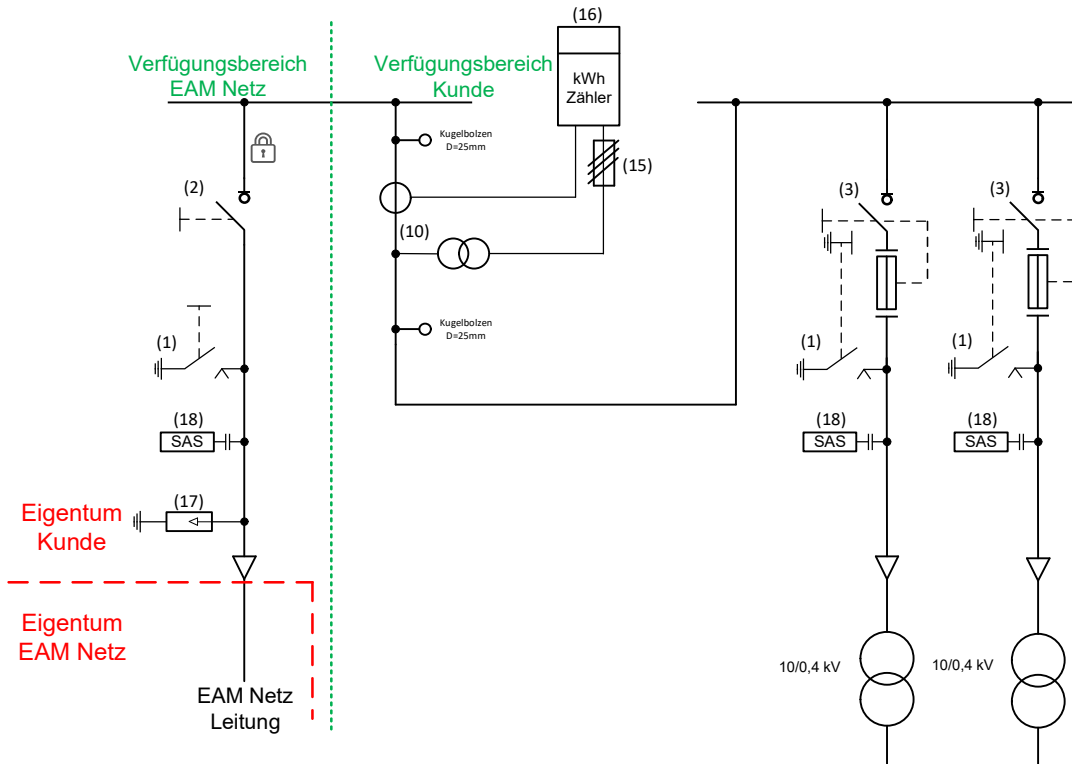 (16)
Verfügungsbereich
EAM Netz
Verfügungsbereich
Kunde
kWh
Zähler
Kugelbolzen
D=25mm
(15)
(2)
(3)
(3)
(10)
Kugelbolzen
D=25mm
(1)
(1)
(1)
(18)
SAS
(18)
SAS
(18)
SAS
(17)
Eigentum
Kunde
Eigentum
EAM Netz
EAM Netz
Leitung
10/0,4 kV
10/0,4 kV